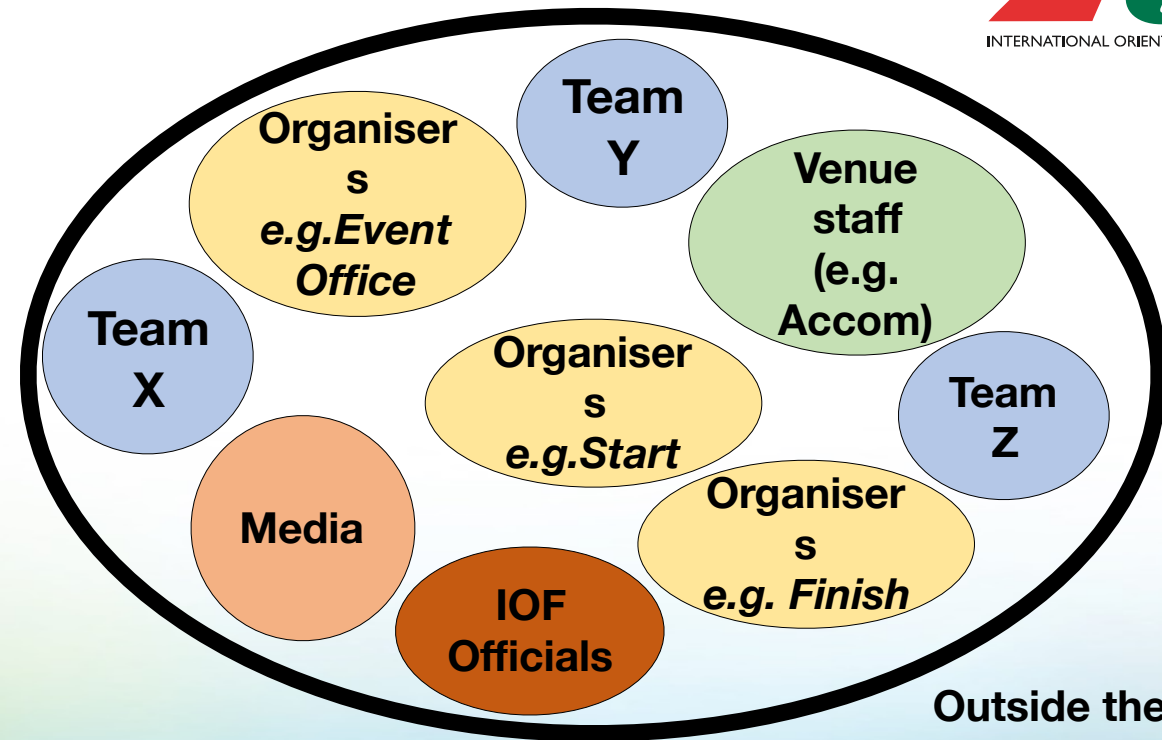 INTERNATIONAL ORIENT
Team
Y
Organiser
s
e.g.Event
Office
Venue
staff
(e.g.
Accom)
Team
X
Organiser
s
e.g.Start
Team
Z
Media
Organiser
s
e.g. Finish
IOF
Officials
Outside the